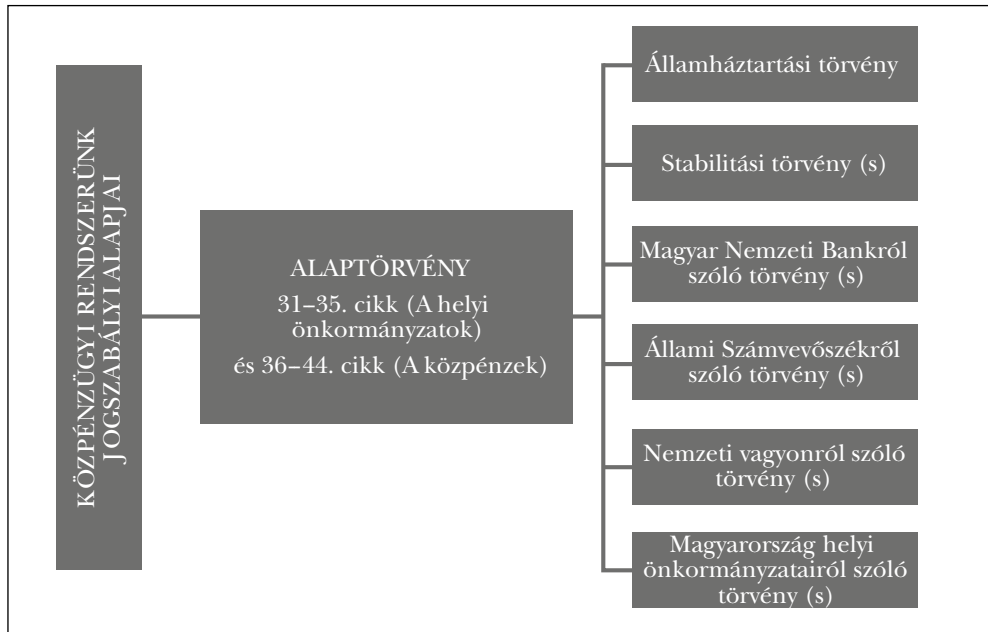 KÖZPÉNZÜGYI RENDSZERÜNK
JOGSZABÁLYI ALAPJAI
ALAPTÖRVÉNY
31–35. cikk (A helyi
önkormányzatok)
és 36–44. cikk (A közpénzek)
Államháztartási törvény
Stabilitási törvény (s)
Magyar Nemzeti Bankról
szóló törvény (s)
Állami Számvevőszékről
szóló törvény (s)
Nemzeti vagyonról szóló
törvény (s)
Magyarország helyi
önkormányzatairól szóló
törvény (s)